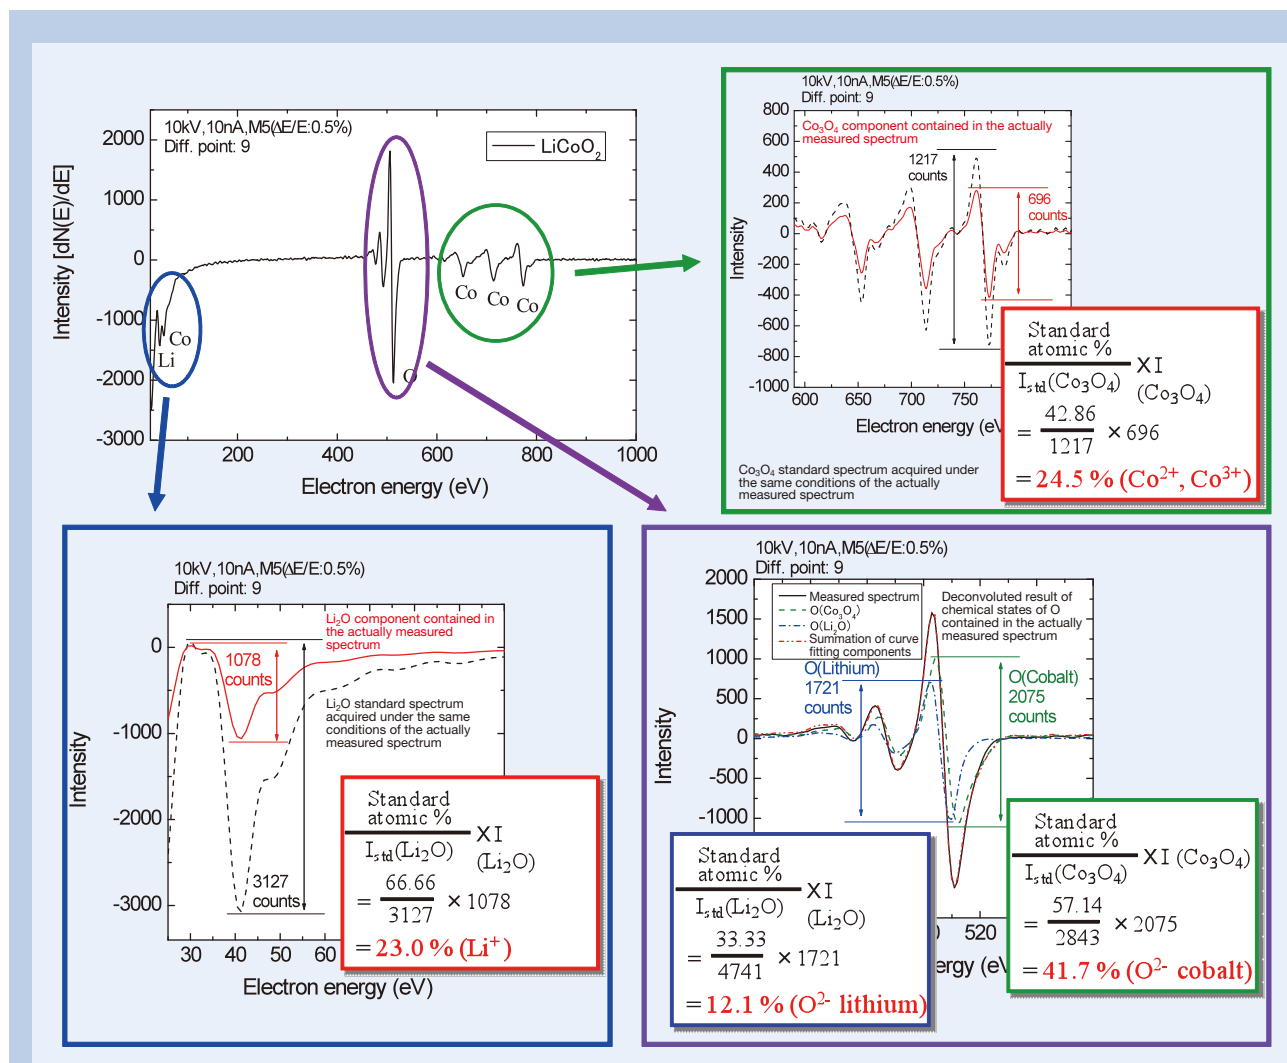 10kV,10nA,M5(ΔE/E:0.5%)
Diff. point: 9
LiCoO₂
2000
1000
0
-1000
-2000
-3000
Intensity [dN(E)/dE]
Co
Li
O
Co
Co
Co
200
400
600
800
1000
Electron energy (eV)
10kV,10nA,M5(ΔE/E:0.5%)
Diff. point: 9
800
600
400
200
0
-200
-400
-600
-800
-1000
Intensity
Co₃O₄ component contained in the actually
measured spectrum
1217
counts
696
counts
600
650
700
750
Electron energy (eV
Co₃O₄ standard spectrum acquired under
the same conditions of the actually
measured spectrum
Standard
atomic %
I_std(Co₃O₄)
XI
(Co₃O₄)
= 42.86
1217
× 696
= 24.5 % (Co²⁺, Co³⁺)
10kV,10nA,M5(ΔE/E:0.5%)
Diff. point: 9
0
-1000
-2000
-3000
Intensity
Li₂O component contained in
the actually measured
spectrum
1078
counts
Li₂O standard spectrum
acquired under the same
conditions of the actually
measured spectrum
3127
counts
30
40
50
60
Electron energy (eV)
Standard
atomic %
I_std(Li₂O)
XI
(Li₂O)
= 66.66
3127
× 1078
= 23.0 % (Li⁺)
10kV,10nA,M5(ΔE/E:0.5%)
Diff. point: 9
2000
1500
1000
500
0
-500
-1000
Intensity
Measured spectrum
O(Co₃O₄)
O(Li₂O)
Summation of curve
fitting components
Deconvoluted result of
chemical states of O
contained in the actually
measured spectrum
O(Lithium)
1721
counts
O(Cobalt)
2075
counts
0
520
ergy (eV
Standard
atomic %
I_std(Li₂O)
XI
(Li₂O)
= 33.33
4741
× 1721
= 12.1 % (O²⁻ lithium)
Standard
atomic %
I_std(Co₃O₄)
XI (Co₃O₄)
= 57.14
2843
× 2075
= 41.7 % (O²⁻ cobalt)